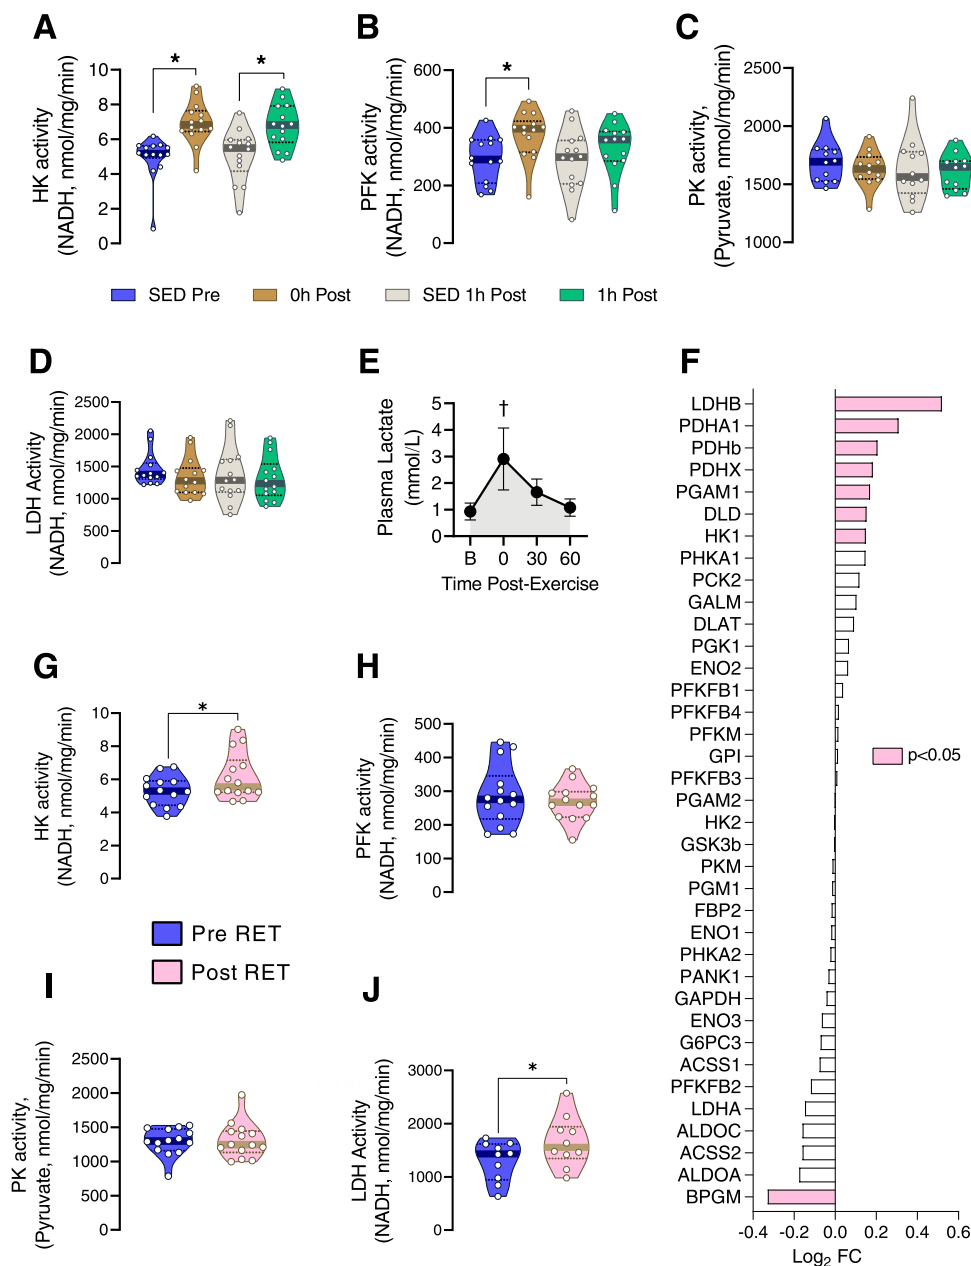 A
B
C
HK activity
(NADH, nmol/mg/min)
10
8
6
4
2
0
*
*
PFK activity
(NADH, nmol/mg/min)
600
400
200
0
*
PK activity,
(Pyruvate, nmol/mg/min)
2500
2000
1500
1000
SED Pre
0h Post
SED 1h Post
1h Post
D
E
F
LDH Activity
(NADH, nmol/mg/min)
2500
2000
1500
1000
500
0
Plasma Lactate
(mmol/L)
5
4
3
2
1
0
†
B 0 30 60
Time Post-Exercise
LDHB
PDHA1
PDHb
PDHX
PGAM1
DLD
HK1
PHKA1
PCK2
GALM
DLAT
PGK1
ENO2
PFKFB1
PFKFB4
PFKM
GPI
PFKFB3
PGAM2
HK2
GSK3b
PKM
PGM1
FBP2
ENO1
PHKA2
PANK1
GAPDH
ENO3
G6PC3
ACSS1
PFKFB2
LDHA
ALDOC
ACSS2
ALDOA
BPGM
p<0.05
-0.4 -0.2 0.0 0.2 0.4 0.6
Log2 FC
G
H
HK activity
(NADH, nmol/mg/min)
10
8
6
4
2
0
*
PFK activity
(NADH, nmol/mg/min)
500
400
300
200
100
0
Pre RET
Post RET
I
J
PK activity,
(Pyruvate, nmol/mg/min)
2500
2000
1500
1000
500
0
LDH Activity
(NADH, nmol/mg/min)
3000
2000
1000
0
*